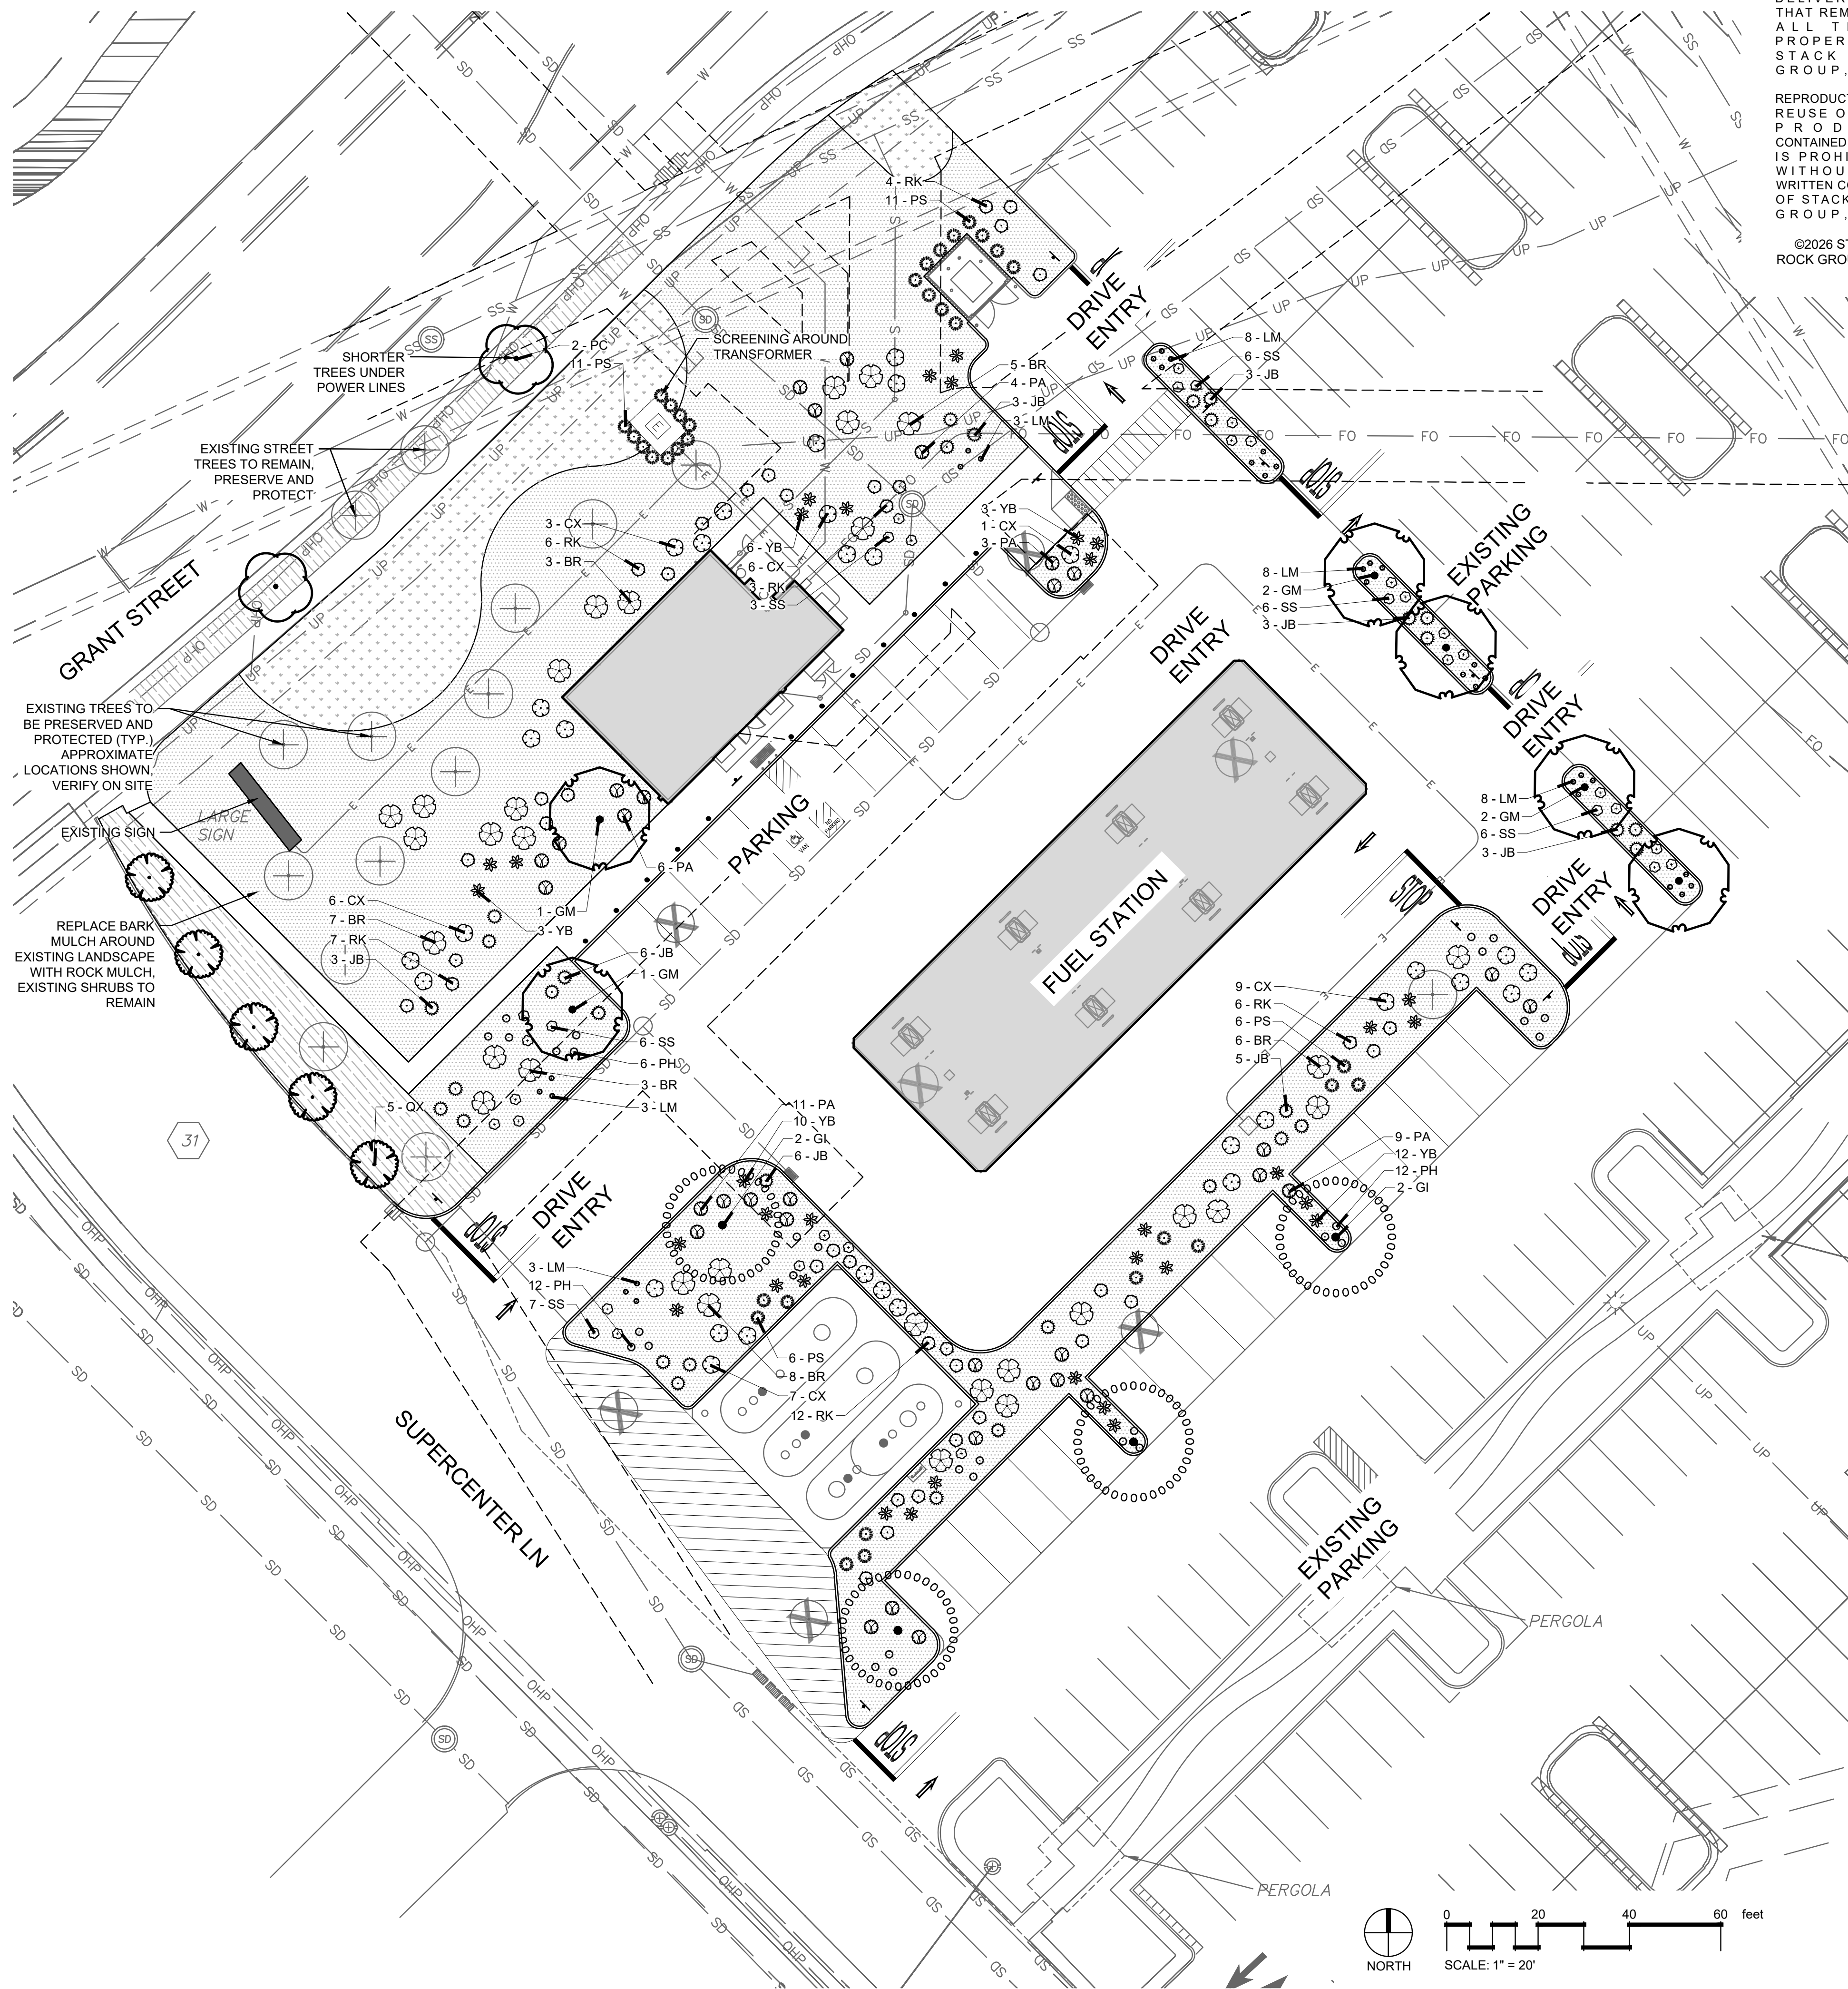 THAT REM
ALL T
PROPER
STACK
GROUP,
REPRODUCT
REUSE O
PROD
CONTAINED
IS PROHI
WITHOU
WRITTEN C
OF STACK
GROUP,
©2026 S
ROCK GRO
4 - RK
11 - PS
DRIVE
ENTRY
SHORTER
TREES UNDER
POWER LINES
2 - PC
11 - PS
SCREENING AROUND
TRANSFORMER
8 - LM
6 - SS
3 - JB
5 - BR
4 - PA
3 - JB
3 - LM
STOP
STOP
EXISTING STREET
TREES TO REMAIN,
PRESERVE AND
PROTECT
3 - CX
6 - RK
3 - BR
6 - YB
6 - CX
3 - RK
3 - SS
3 - YB
1 - CX
3 - PA
8 - LM
2 - GM
6 - SS
3 - JB
EXISTING
PARKING
GRANT STREET
DRIVE
ENTRY
DRIVE
ENTRY
EXISTING TREES TO
BE PRESERVED AND
PROTECTED (TYP.)
APPROXIMATE
LOCATIONS SHOWN,
VERIFY ON SITE
LARGE
SIGN
EXISTING SIGN
PARKING
VAN
NO
PARKING
8 - LM
2 - GM
6 - SS
3 - JB
6 - PA
1 - GM
3 - YB
6 - CX
7 - BR
7 - RK
3 - JB
REPLACE BARK
MULCH AROUND
EXISTING LANDSCAPE
WITH ROCK MULCH,
EXISTING SHRUBS TO
REMAIN
FUEL STATION
STOP
DRIVE
ENTRY
STOP
6 - JB
1 - GM
6 - SS
6 - PH
3 - BR
3 - LM
9 - CX
6 - RK
6 - PS
6 - BR
5 - JB
5 - QX
31
11 - PA
10 - YB
2 - GI
6 - JB
9 - PA
12 - YB
12 - PH
2 - GI
DRIVE
ENTRY
STOP
3 - LM
12 - PH
7 - SS
6 - PS
8 - BR
7 - CX
12 - RK
SUPERCENTER LN
EXISTING
PARKING
PERGOLA
STOP
PERGOLA
0 20 40 60 feet
NORTH
SCALE: 1" = 20'